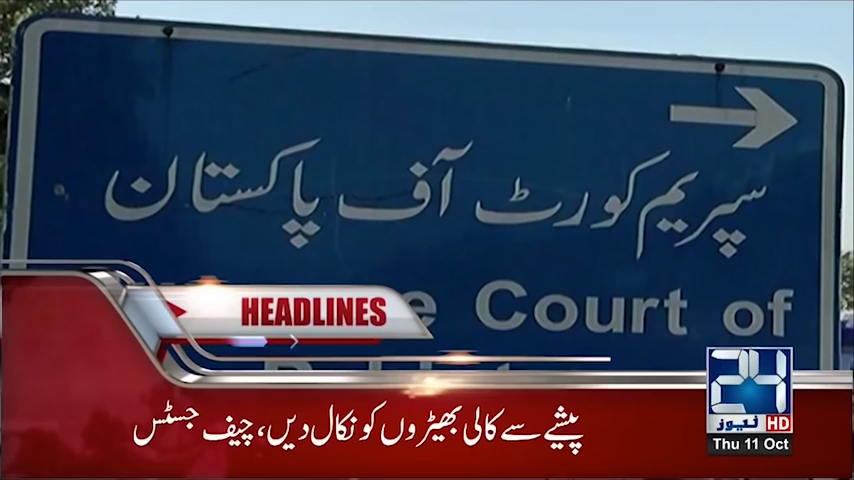 سپریم کورٹ آف پاکستان
Court of
HEADLINES
پیشے سے کالی بھیڑوں کو نکال دیں، چیف جسٹس
24
نیوز HD
Thu 11 Oct